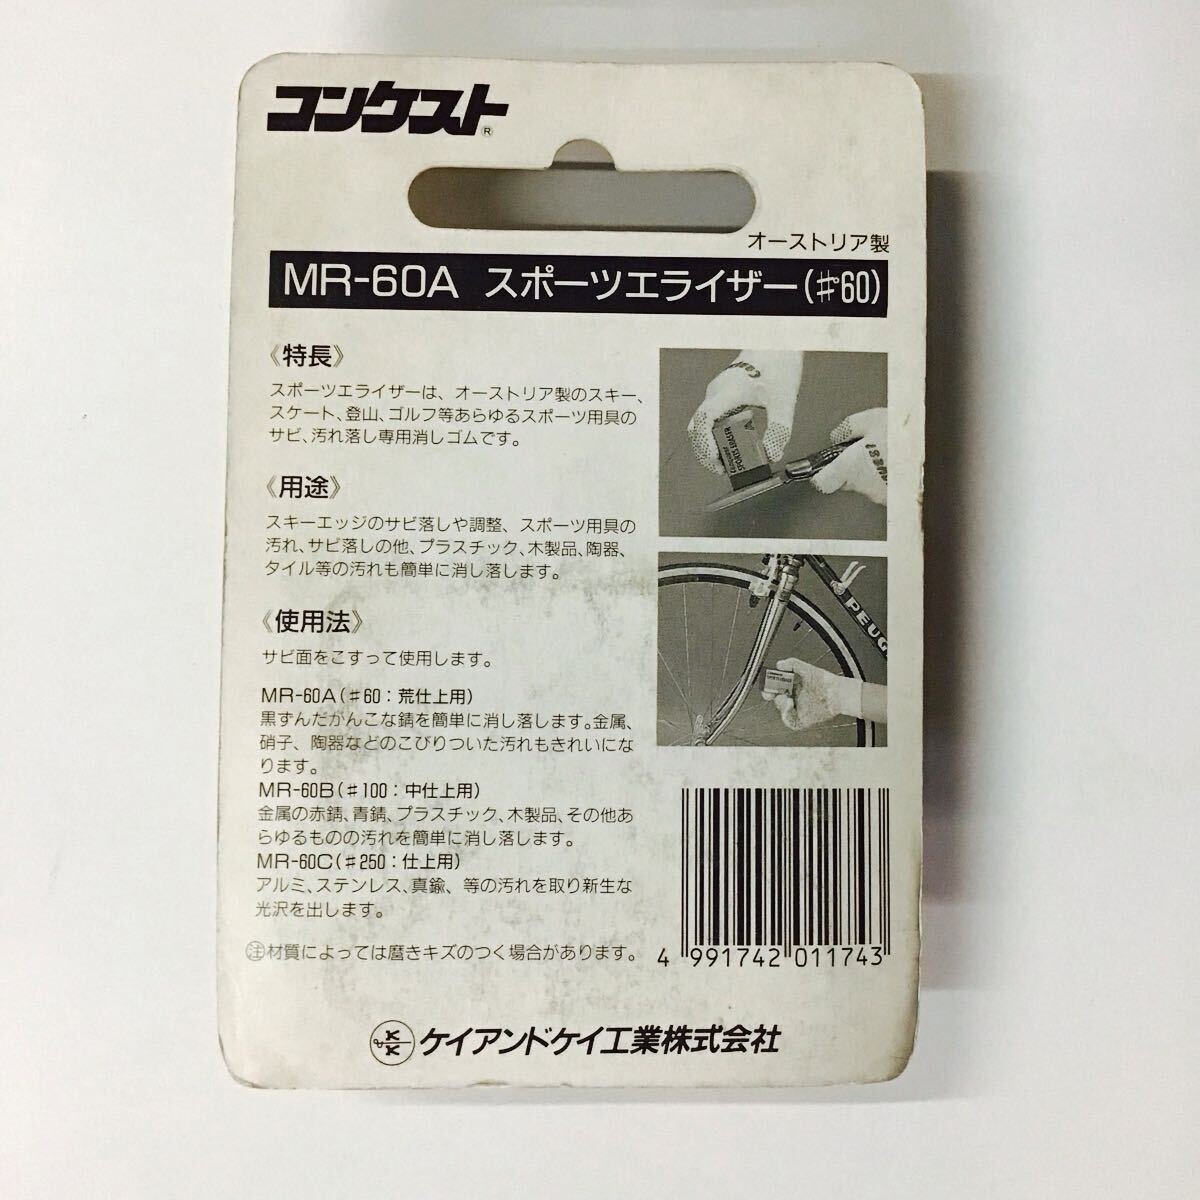 コンケスト®
オーストリア製
MR-60A スポーツエライザー(♯60)
《特長》
スポーツエライザーは、オーストリア製のスキー、
スケート、登山、ゴルフ等あらゆるスポーツ用具の
サビ、汚れ落し専用消しゴムです。
《用途》
スキーエッジのサビ落しや調整、スポーツ用具の
汚れ、サビ落しの他、プラスチック、木製品、陶器、
タイル等の汚れも簡単に消し落します。
《使用法》
サビ面をこすって使用します。
MR-60A(♯60:荒仕上用)
黒ずんだがんこな錆を簡単に消し落します。金属、
硝子、陶器などのこびりついた汚れもきれいにな
ります。
MR-60B(♯100:中仕上用)
金属の赤錆、青錆、プラスチック、木製品、その他あ
らゆるものの汚れを簡単に消し落します。
MR-60C(♯250:仕上用)
アルミ、ステンレス、真鍮、等の汚れを取り新生な
光沢を出します。
㊟材質によっては磨きキズのつく場合があります。
SPORTS ERASER
PEUG
4 991742 011743
ケイアンドケイ工業株式会社